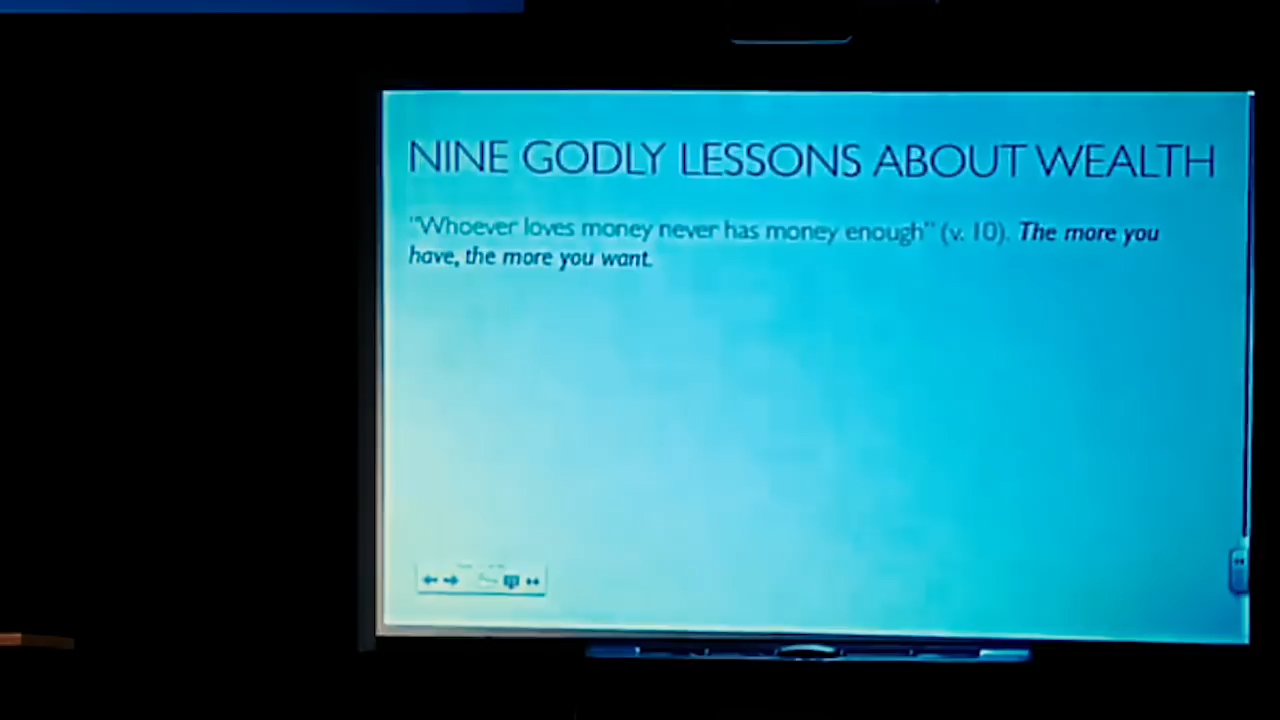 NINE GODLY LESSONS ABOUT WEALTH
"Whoever loves money never has money enough" (v. 10). The more you
have, the more you want.